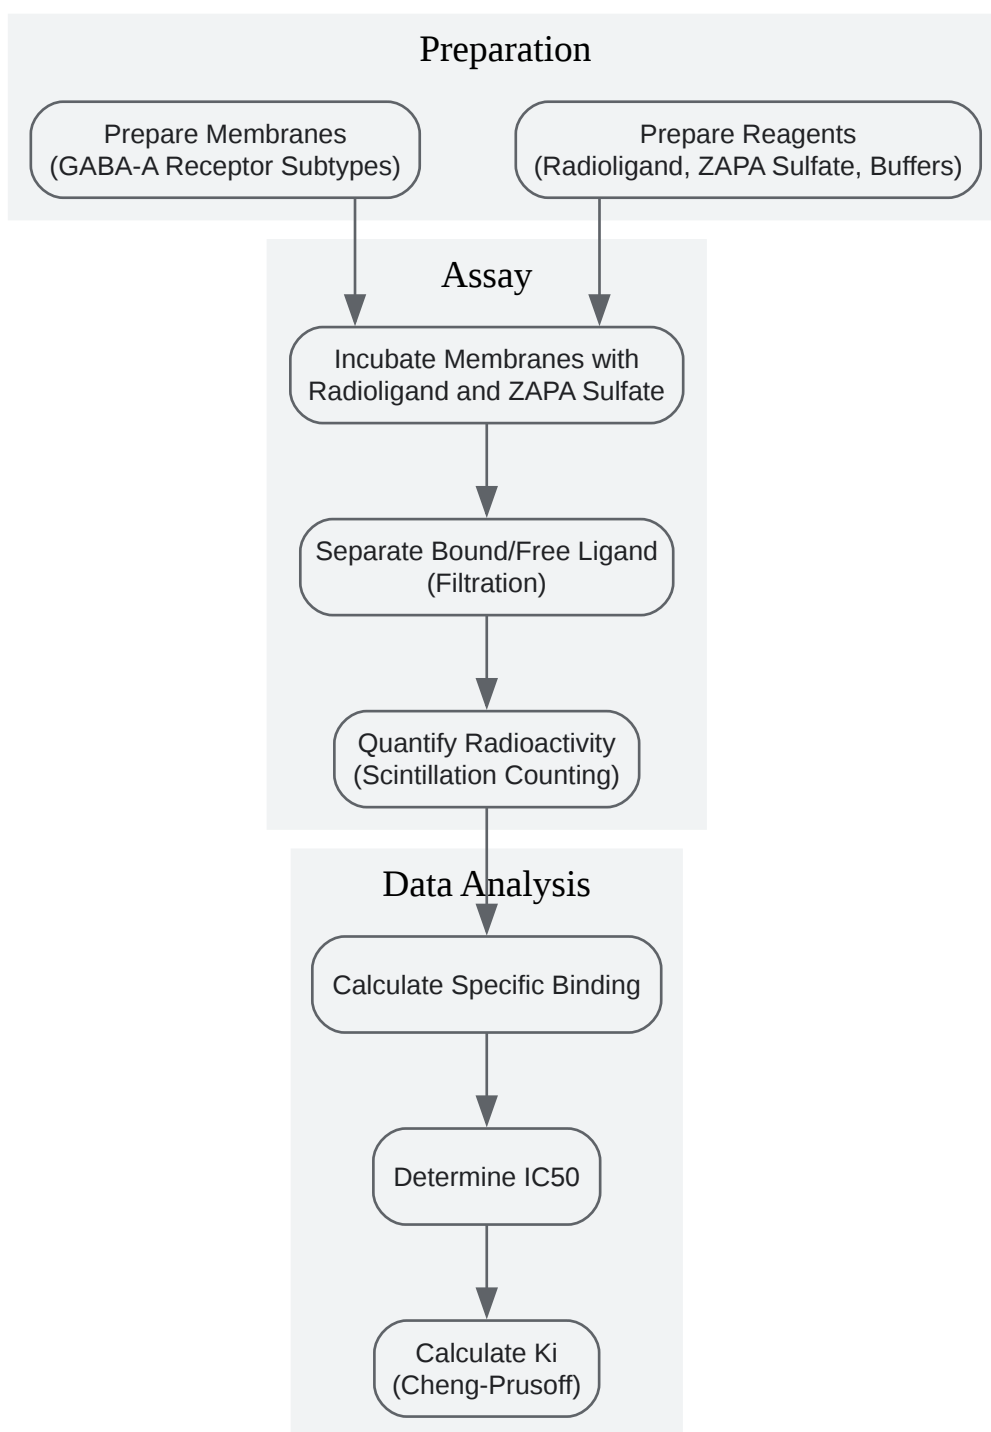 Preparation
Prepare Membranes
(GABA-A Receptor Subtypes)
Prepare Reagents
(Radioligand, ZAPA Sulfate, Buffers)
Assay
Incubate Membranes with
Radioligand and ZAPA Sulfate
Separate Bound/Free Ligand
(Filtration)
Quantify Radioactivity
(Scintillation Counting)
Data Analysis
Calculate Specific Binding
Determine IC50
Calculate Ki
(Cheng-Prusoff)